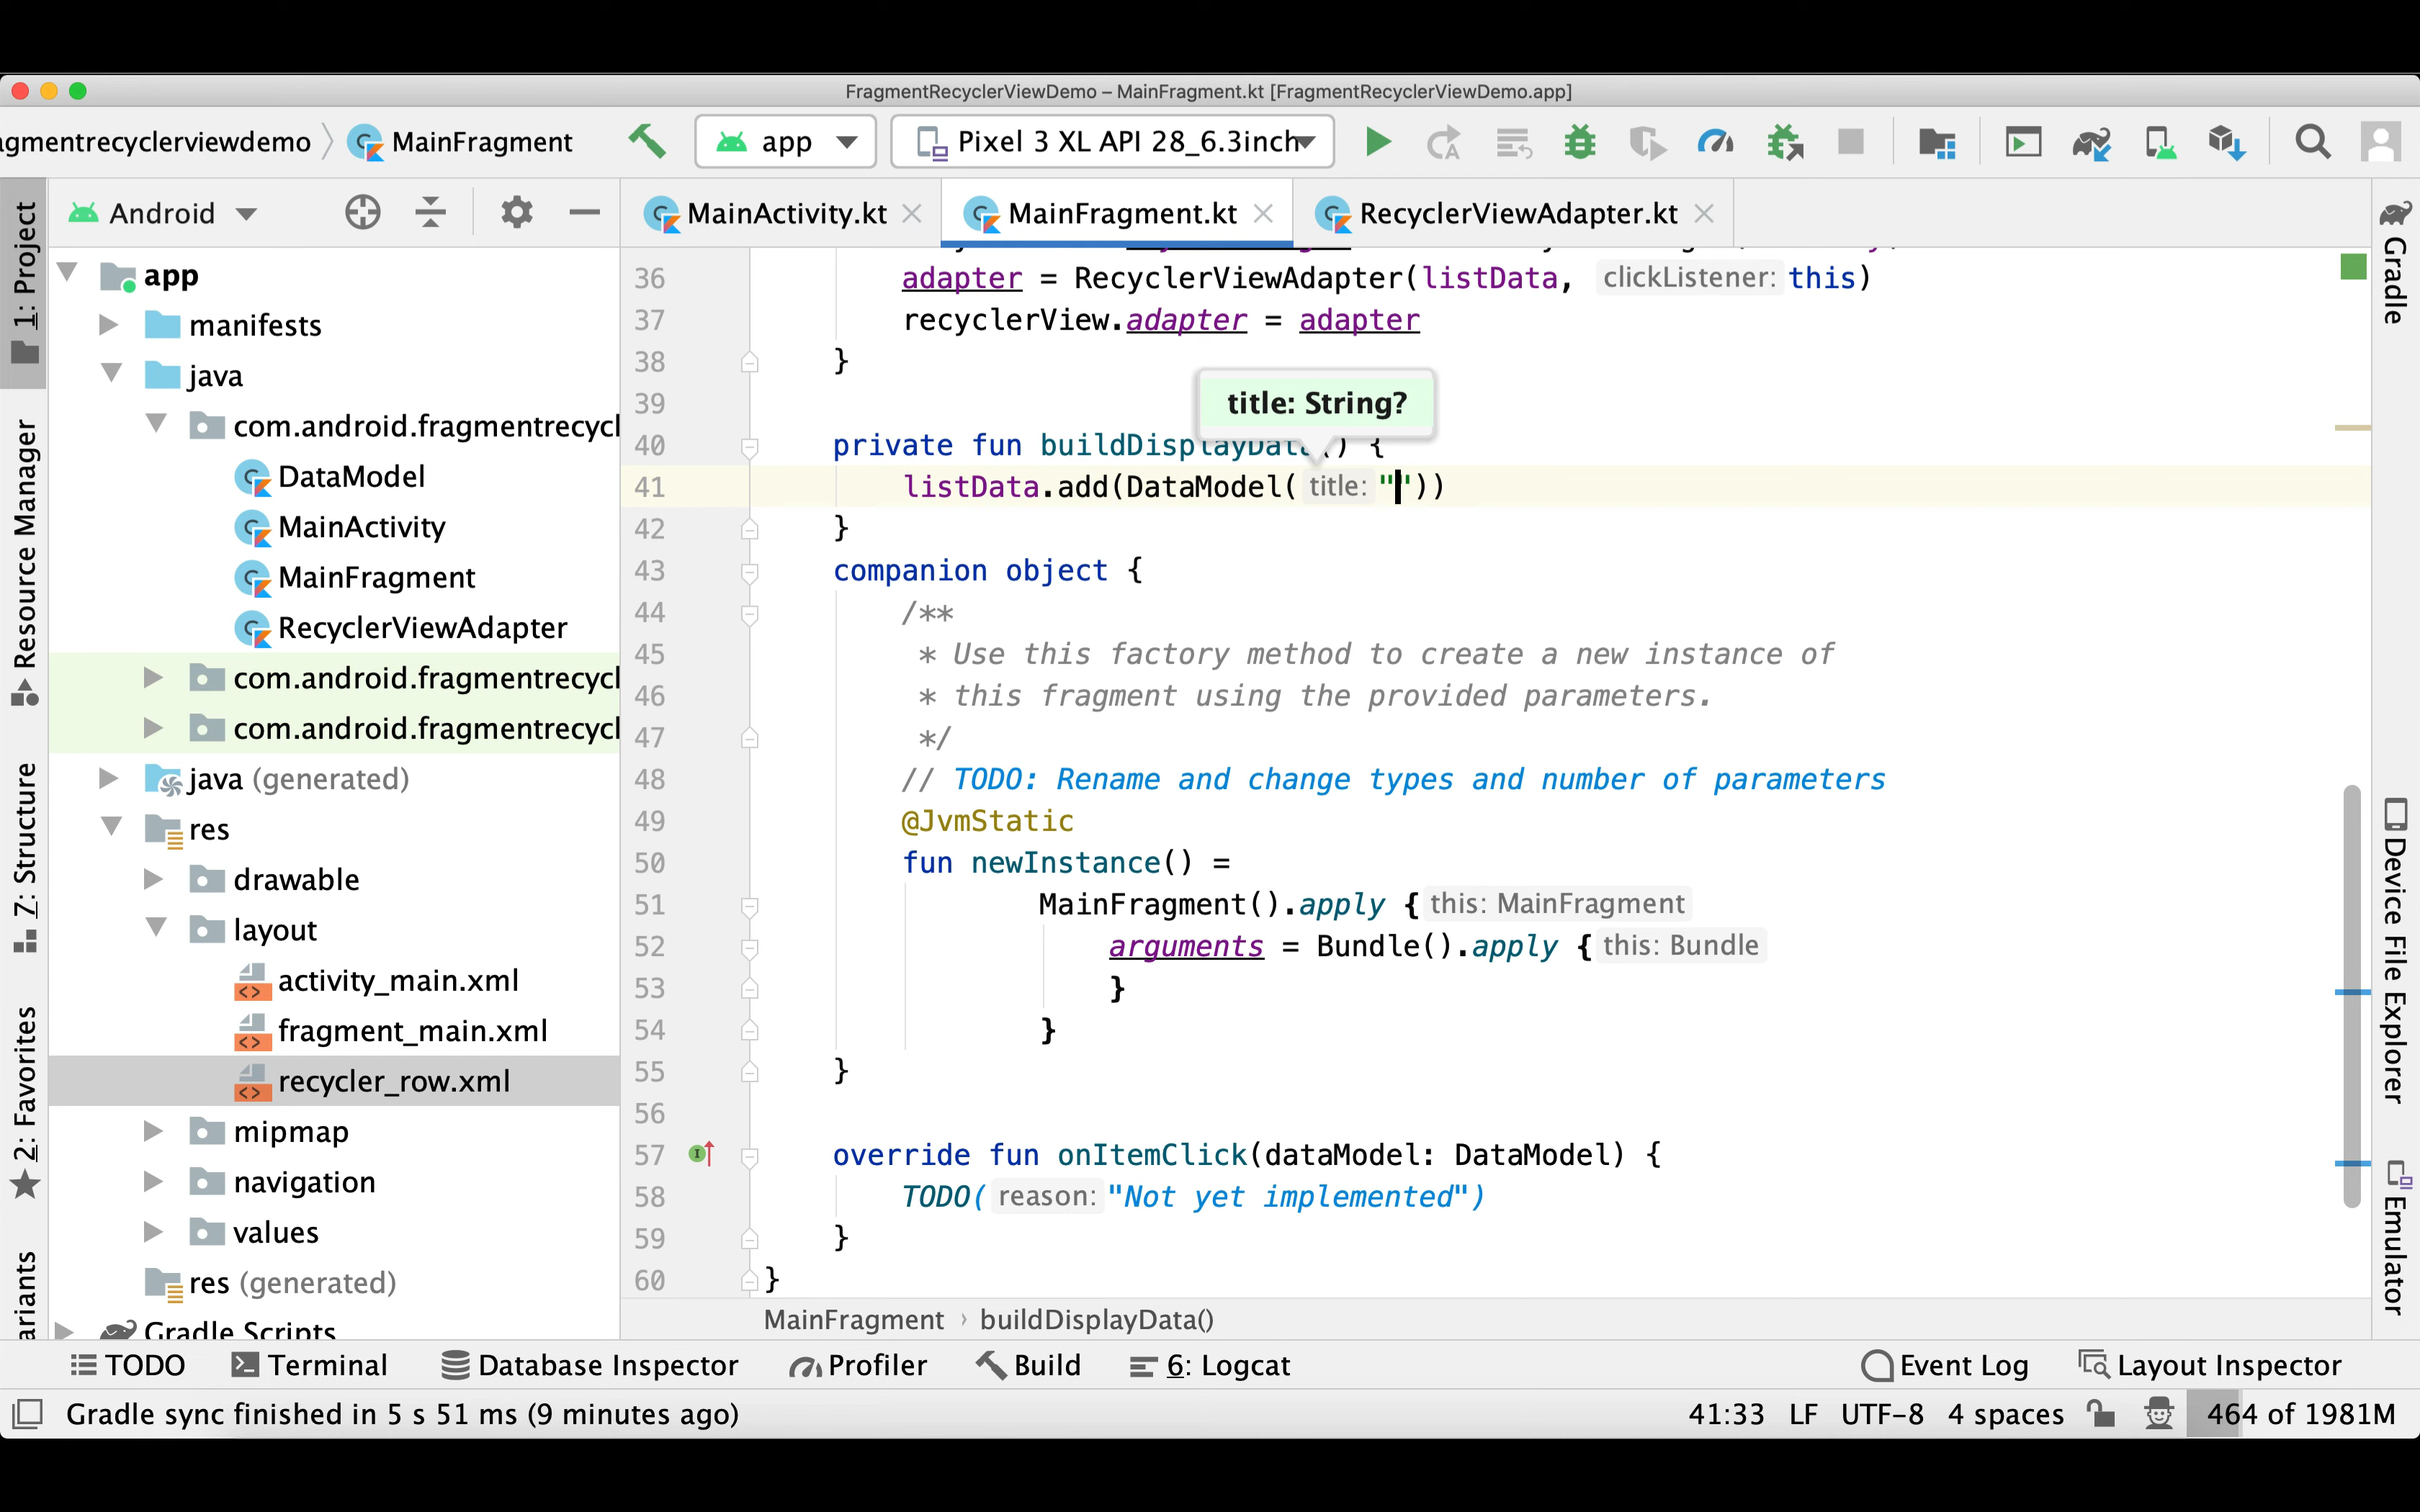 FragmentRecyclerViewDemo – MainFragment.kt [FragmentRecyclerViewDemo.app]
agmentrecyclerviewdemo MainFragment app Pixel 3 XL API 28_6.3inch
Android
MainActivity.kt MainFragment.kt RecyclerViewAdapter.kt
1: Project
Resource Manager
7: Structure
2: Favorites
ariants
app
manifests
java
com.android.fragmentrecycl
DataModel
MainActivity
MainFragment
RecyclerViewAdapter
com.android.fragmentrecycl
com.android.fragmentrecycl
java (generated)
res
drawable
layout
activity_main.xml
fragment_main.xml
recycler_row.xml
mipmap
navigation
values
res (generated)
Gradle Scripts
36 adapter = RecyclerViewAdapter(listData, clickListener: this)
37 recyclerView.adapter = adapter
38 }
39
title: String?
40 private fun buildDisplayData() {
41 listData.add(DataModel( title: ""))
42 }
43 companion object {
44 /**
45 * Use this factory method to create a new instance of
46 * this fragment using the provided parameters.
47 */
48 // TODO: Rename and change types and number of parameters
49 @JvmStatic
50 fun newInstance() =
51 MainFragment().apply { this: MainFragment
52 arguments = Bundle().apply { this: Bundle
53 }
54 }
55 }
56
57 override fun onItemClick(dataModel: DataModel) {
58 TODO( reason: "Not yet implemented")
59 }
60 }
MainFragment › buildDisplayData()
Gradle
Device File Explorer
Emulator
TODO Terminal Database Inspector Profiler Build 6: Logcat Event Log Layout Inspector
Gradle sync finished in 5 s 51 ms (9 minutes ago) 41:33 LF UTF-8 4 spaces 464 of 1981M